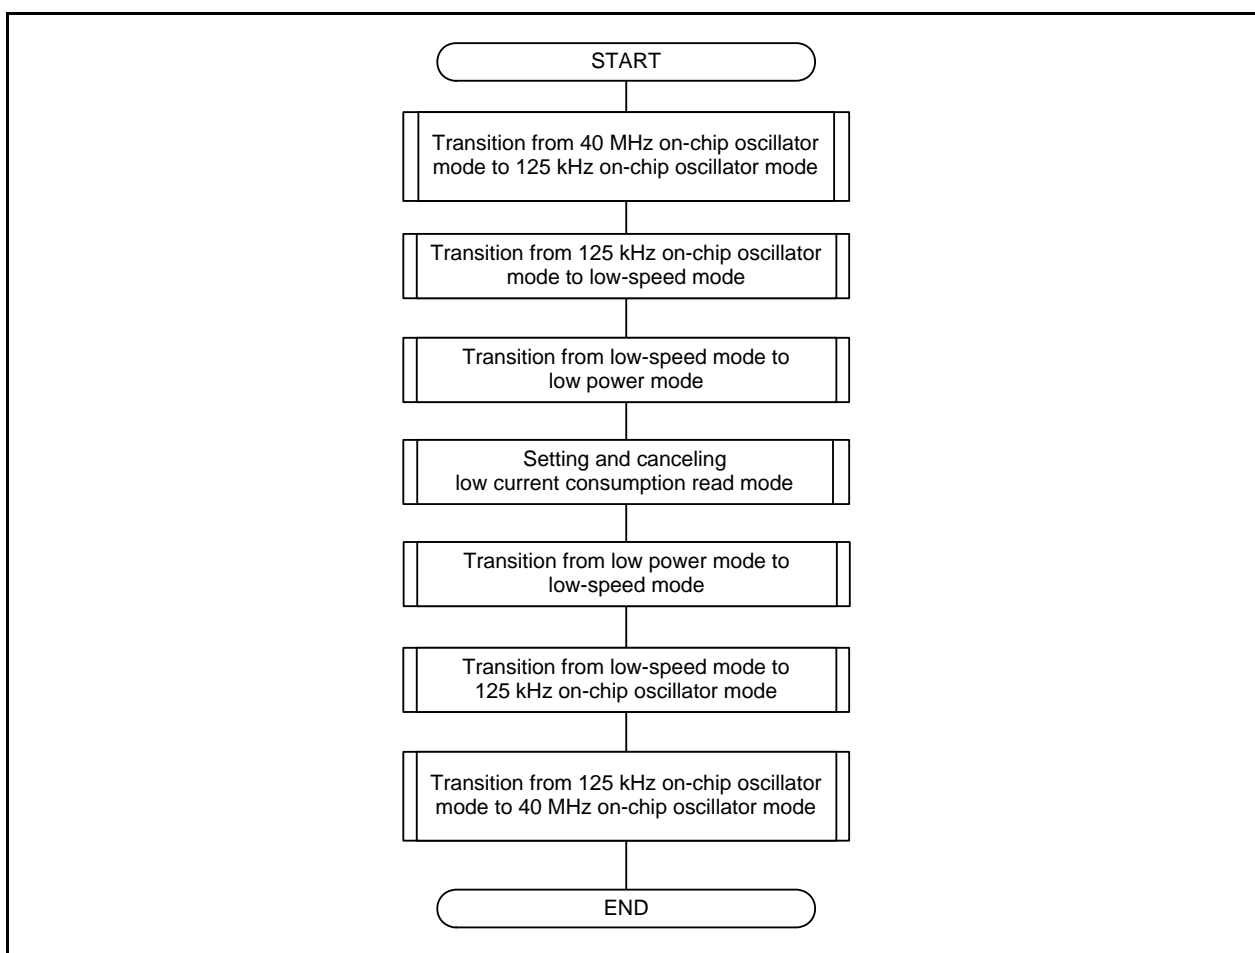 START
Transition from 40 MHz on-chip oscillator
mode to 125 kHz on-chip oscillator mode
Transition from 125 kHz on-chip oscillator
mode to low-speed mode
Transition from low-speed mode to
low power mode
Setting and canceling
low current consumption read mode
Transition from low power mode to
low-speed mode
Transition from low-speed mode to
125 kHz on-chip oscillator mode
Transition from 125 kHz on-chip oscillator
mode to 40 MHz on-chip oscillator mode
END